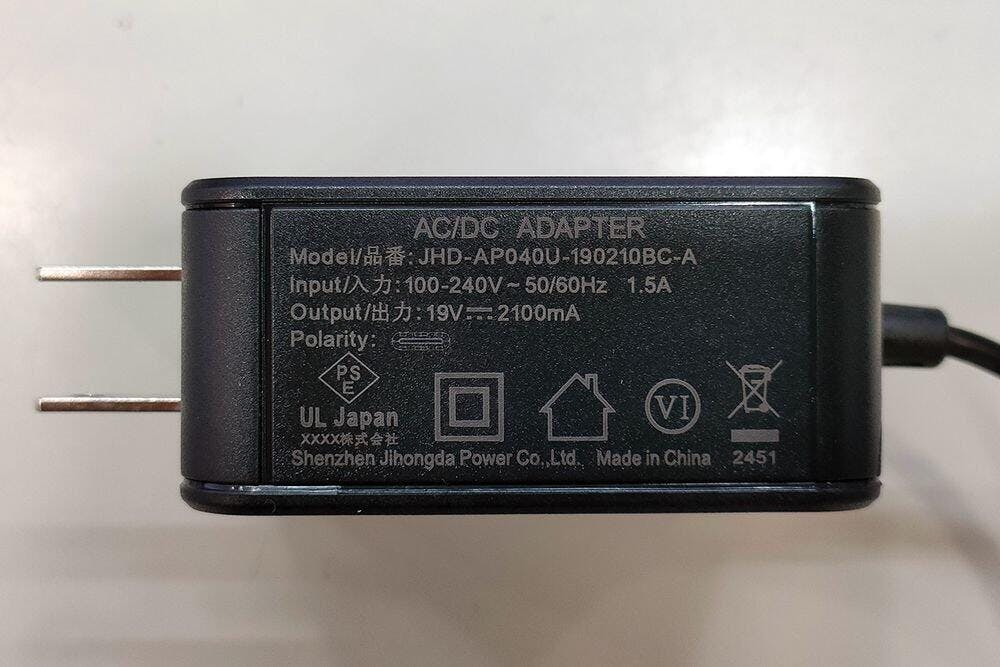 AC/DC ADAPTER
Model/品番: JHD-AP040U-190210BC-A
Input/入力: 100-240V ~ 50/60Hz 1.5A
Output/出力: 19V⎓2100mA
Polarity:
PS
E
UL Japan
XXXX株式会社
VI
Shenzhen Jihongda Power Co.,Ltd. Made in China 2451